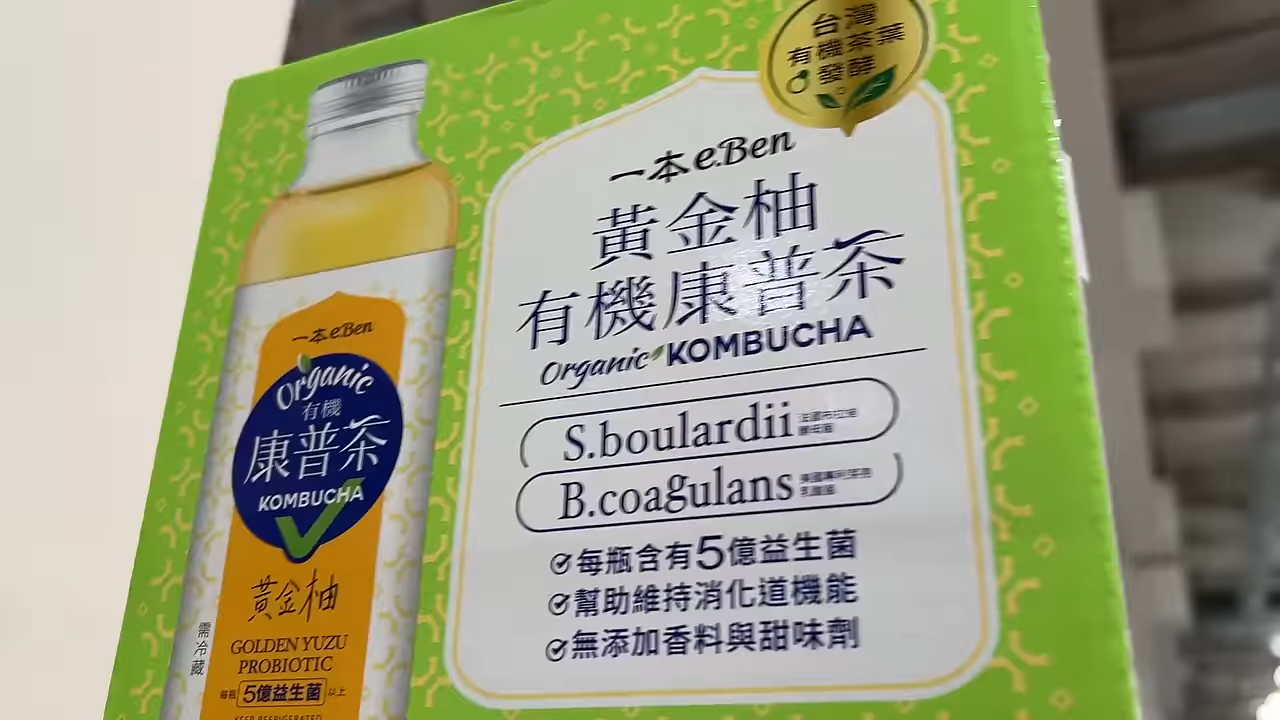 台灣
有機茶葉
發酵
一本 e.Ben
黃金柚
有機康普茶
Organic KOMBUCHA
S.boulardii
B.coagulans
每瓶含有5億益生菌
幫助維持消化道機能
無添加香料與甜味劑
一本 e.Ben
Organic
有機
康普茶
KOMBUCHA
黃金柚
GOLDEN YUZU
PROBIOTIC
每瓶 5億益生菌 以上
KEEP REFRIGERATED
需冷藏